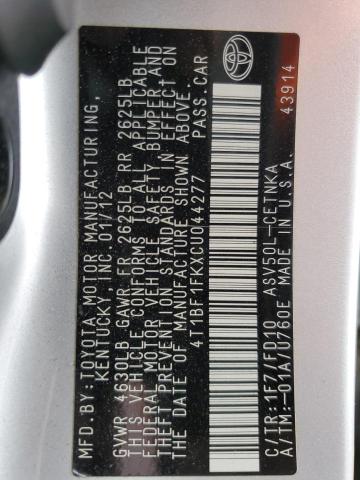 MFD.BY:TOYOTA MOTOR MANUFACTURING,
KENTUCKY INC. 01/12
GVWR 4630LB GAWR FR 2625LB RR 2625LB
THIS VEHICLE CONFORMS TO ALL APPLICABLE
FEDERAL MOTOR VEHICLE SAFETY, BUMPER, AND
THEFT PREVENTION STANDARDS IN EFFECT ON
THE DATE OF MANUFACTURE SHOWN ABOVE.
4T1BF1FKXCU044277 PASS.CAR
C/TR:1F7/FD10 ASV50L-CETNKA
A/TM:-01A/U760E MADE IN U.S.A.
TOYOTA
43914